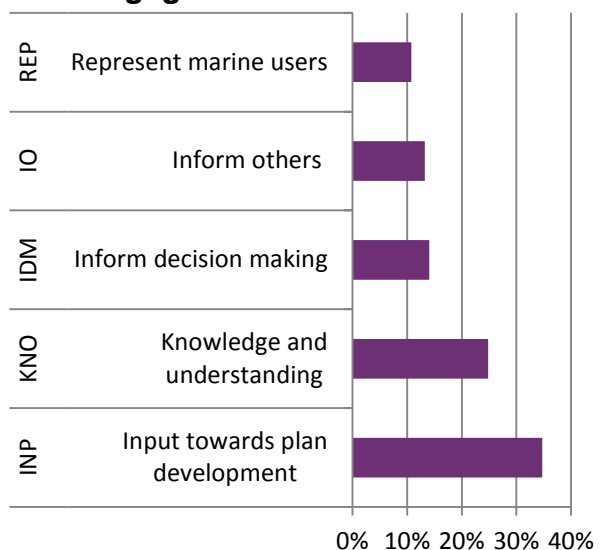 REP Represent marine users
IO Inform others
IDM Inform decision making
KNO Knowledge and
understanding
INP Input towards plan
development
0% 10% 20% 30% 40%